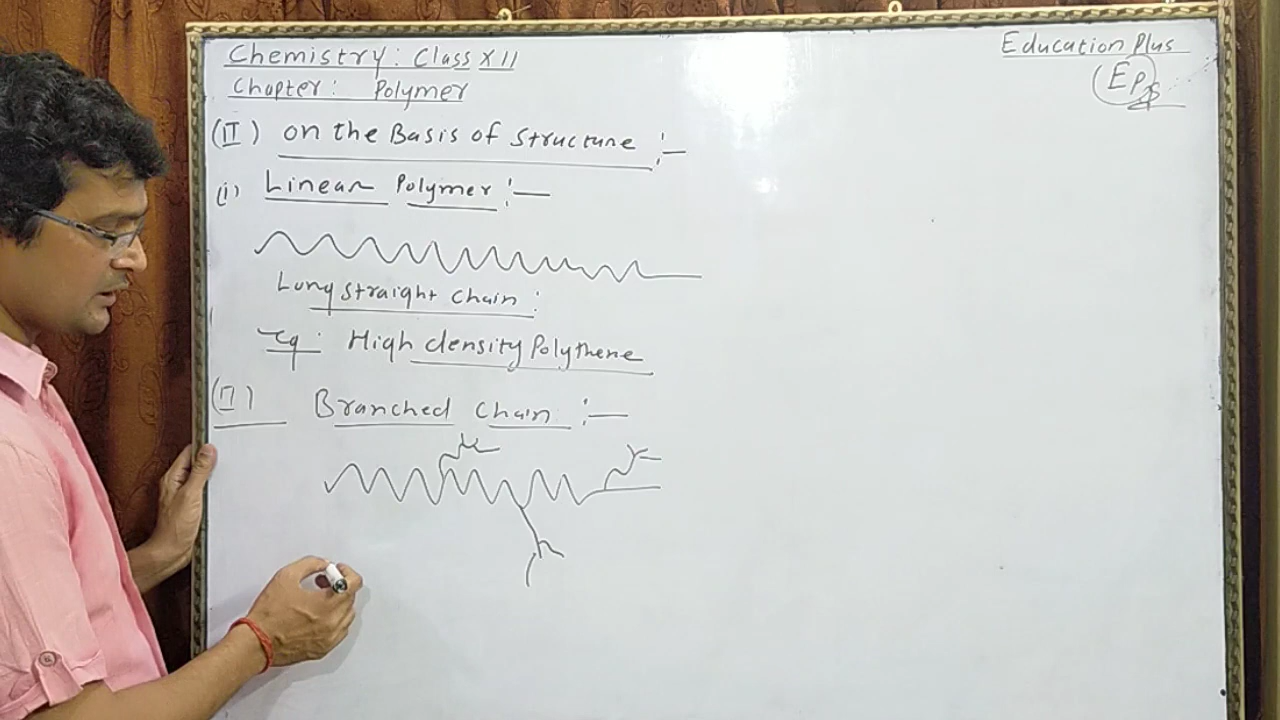 Chemistry: Class XII
Chapter: Polymer
Education Plus
EP
(II) on the Basis of Structure :-
(i) Linear Polymer :-
Long straight chain :
Eg: High density Polythene
(II) Branched Chain :-